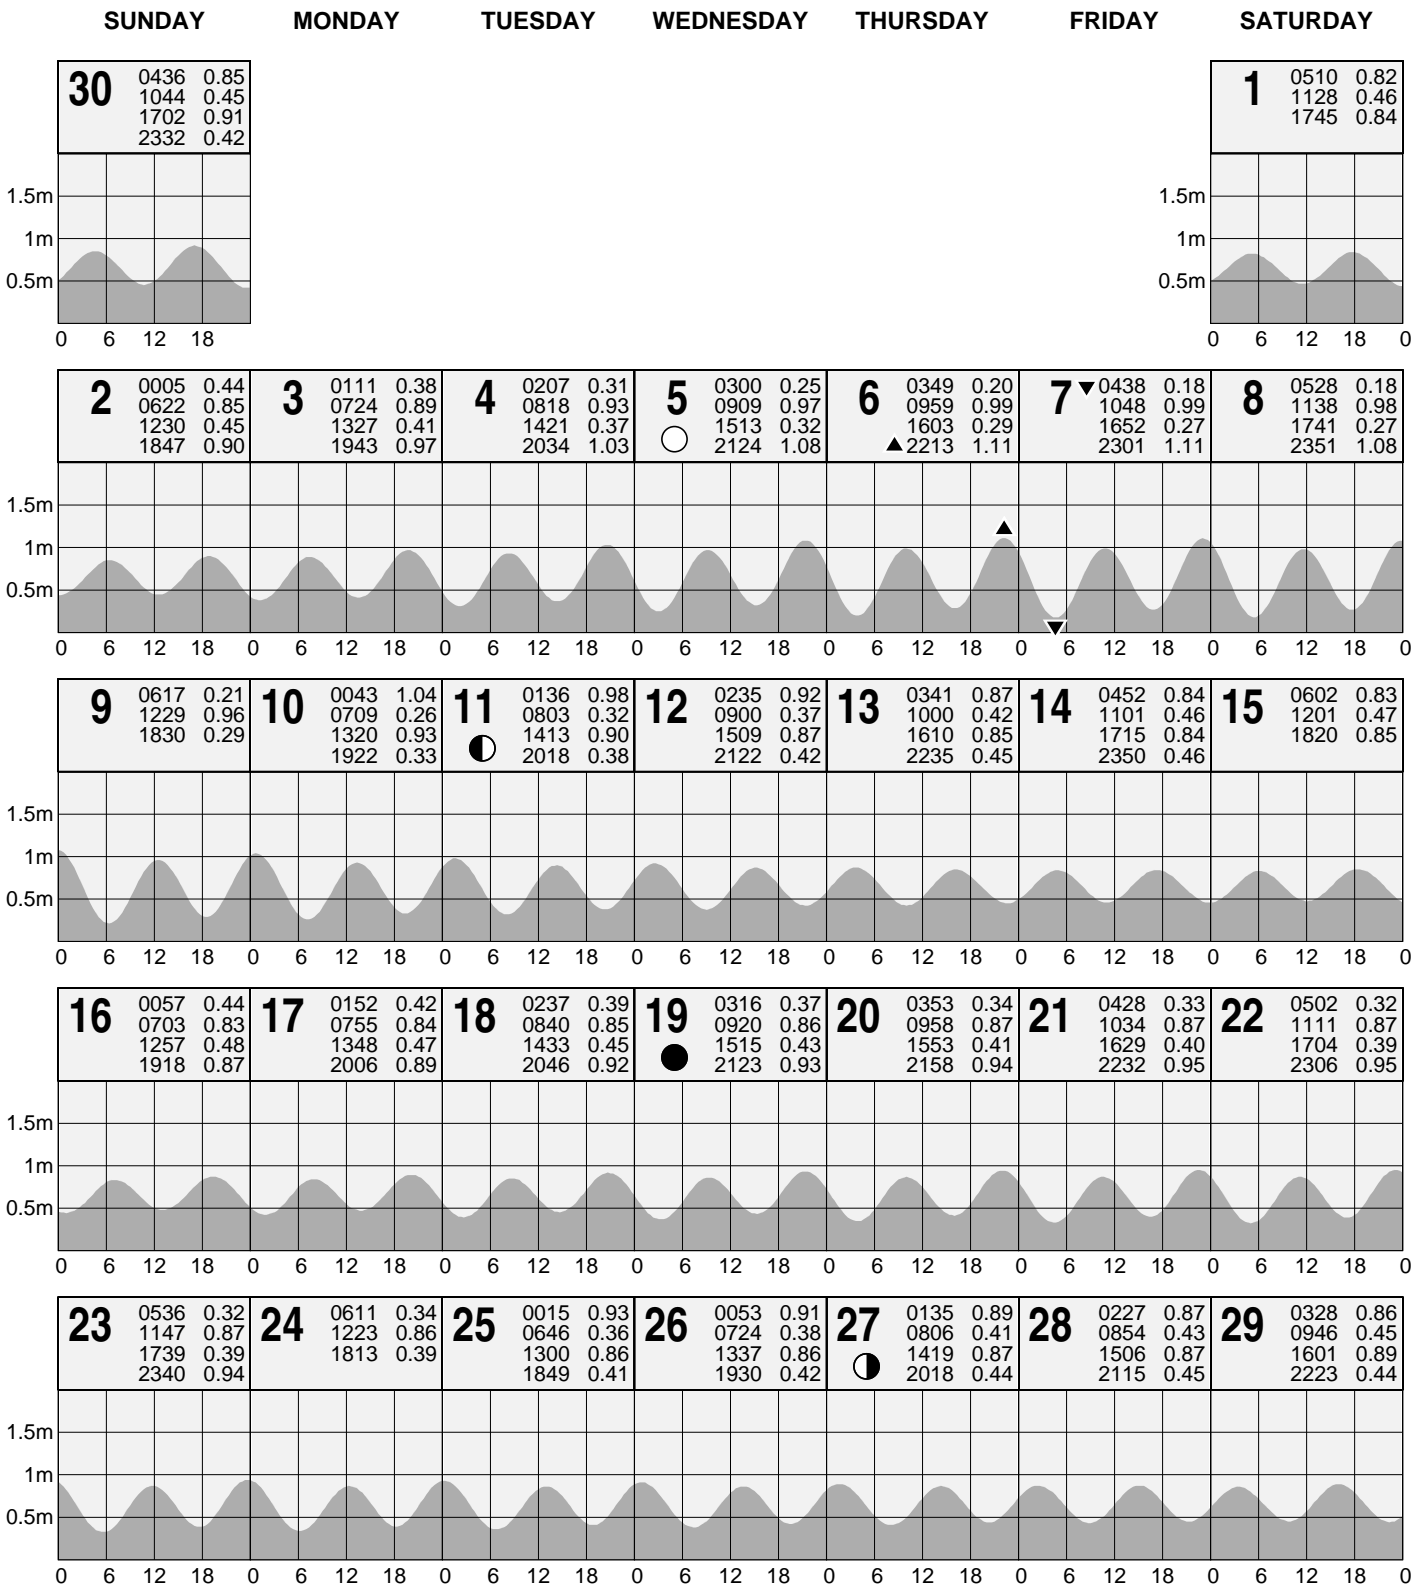 SUNDAY MONDAY TUESDAY WEDNESDAY THURSDAY FRIDAY SATURDAY
30 0436 0.85
1044 0.45
1702 0.91
2332 0.42
1 0510 0.82
1128 0.46
1745 0.84
1.5m
1m
0.5m
0 6 12 18
1.5m
1m
0.5m
0 6 12 18 0
2 0005 0.44
0622 0.85
1230 0.45
1847 0.90
3 0111 0.38
0724 0.89
1327 0.41
1943 0.97
4 0207 0.31
0818 0.93
1421 0.37
2034 1.03
5 0300 0.25
0909 0.97
1513 0.32
2124 1.08
6 0349 0.20
0959 0.99
1603 0.29
▲2213 1.11
7 ▼0438 0.18
1048 0.99
1652 0.27
2301 1.11
8 0528 0.18
1138 0.98
1741 0.27
2351 1.08
1.5m
1m
0.5m
0 6 12 18 0 6 12 18 0 6 12 18 0 6 12 18 0 6 12 18 0 6 12 18 0 6 12 18 0
9 0617 0.21
1229 0.96
1830 0.29
10 0043 1.04
0709 0.26
1320 0.93
1922 0.33
11 0136 0.98
0803 0.32
1413 0.90
2018 0.38
12 0235 0.92
0900 0.37
1509 0.87
2122 0.42
13 0341 0.87
1000 0.42
1610 0.85
2235 0.45
14 0452 0.84
1101 0.46
1715 0.84
2350 0.46
15 0602 0.83
1201 0.47
1820 0.85
1.5m
1m
0.5m
0 6 12 18 0 6 12 18 0 6 12 18 0 6 12 18 0 6 12 18 0 6 12 18 0 6 12 18 0
16 0057 0.44
0703 0.83
1257 0.48
1918 0.87
17 0152 0.42
0755 0.84
1348 0.47
2006 0.89
18 0237 0.39
0840 0.85
1433 0.45
2046 0.92
19 0316 0.37
0920 0.86
1515 0.43
2123 0.93
20 0353 0.34
0958 0.87
1553 0.41
2158 0.94
21 0428 0.33
1034 0.87
1629 0.40
2232 0.95
22 0502 0.32
1111 0.87
1704 0.39
2306 0.95
1.5m
1m
0.5m
0 6 12 18 0 6 12 18 0 6 12 18 0 6 12 18 0 6 12 18 0 6 12 18 0 6 12 18 0
23 0536 0.32
1147 0.87
1739 0.39
2340 0.94
24 0611 0.34
1223 0.86
1813 0.39
25 0015 0.93
0646 0.36
1300 0.86
1849 0.41
26 0053 0.91
0724 0.38
1337 0.86
1930 0.42
27 0135 0.89
0806 0.41
1419 0.87
2018 0.44
28 0227 0.87
0854 0.43
1506 0.87
2115 0.45
29 0328 0.86
0946 0.45
1601 0.89
2223 0.44
1.5m
1m
0.5m
0 6 12 18 0 6 12 18 0 6 12 18 0 6 12 18 0 6 12 18 0 6 12 18 0 6 12 18 0